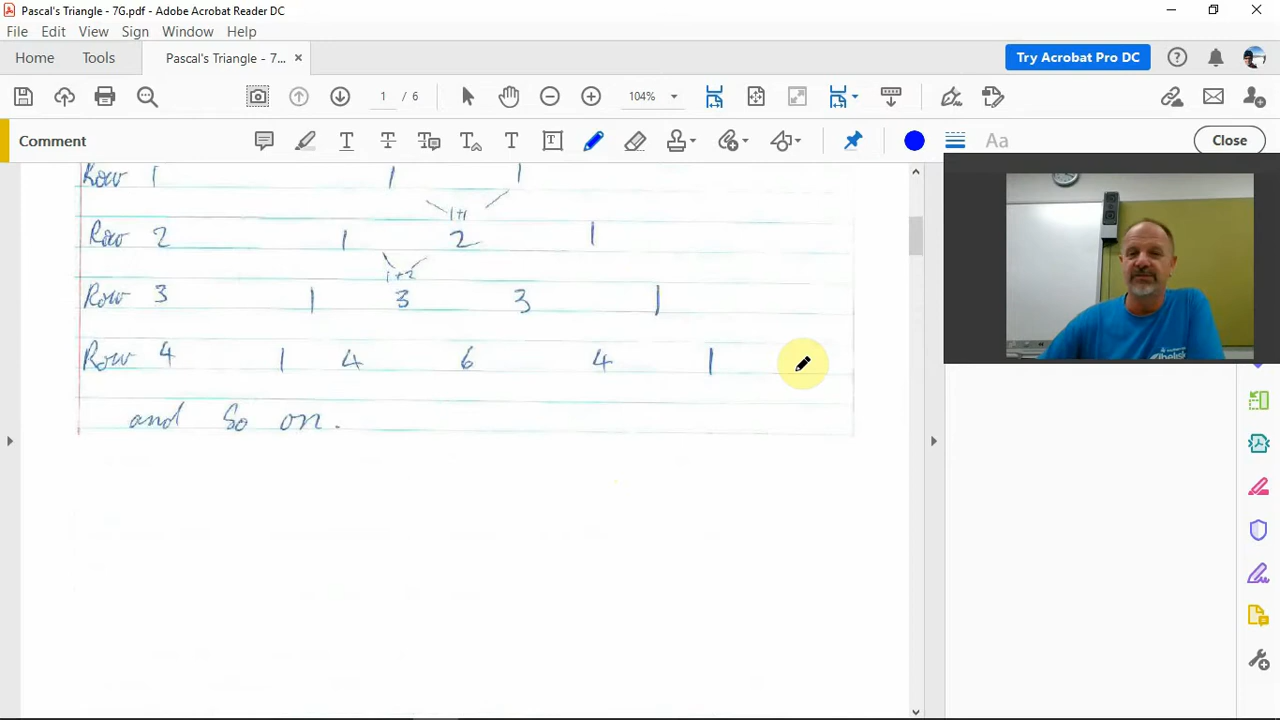 Pascal's Triangle - 7G.pdf - Adobe Acrobat Reader DC
File Edit View Sign Window Help
Home Tools Pascal's Triangle - 7... × Try Acrobat Pro DC
1 / 6 104%
Comment Aa Close
Row 1 1 1
1+1
Row 2 1 2 1
1+2
Row 3 1 3 3 1
Row 4 1 4 6 4 1
and so on.